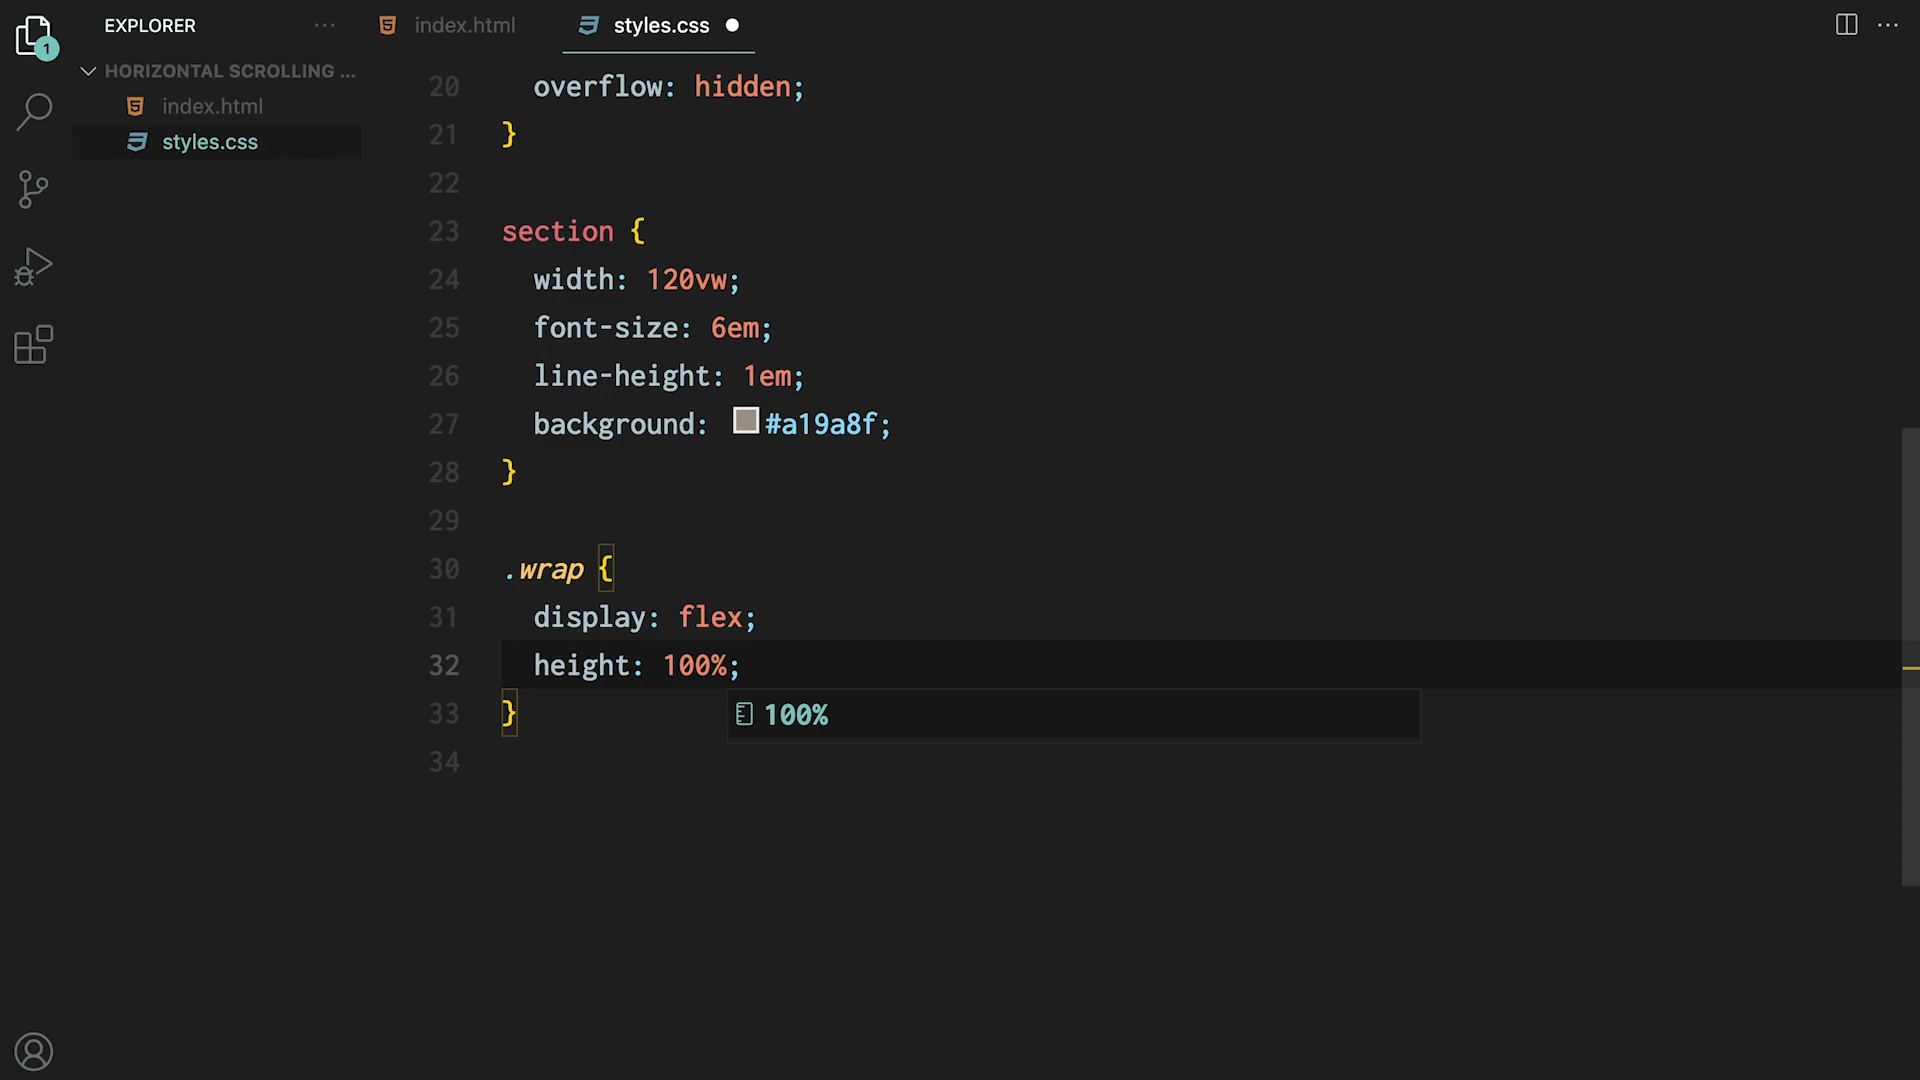 EXPLORER
index.html
styles.css
1
HORIZONTAL SCROLLING ...
index.html
styles.css
20 overflow: hidden;
21 }
22
23 section {
24 width: 120vw;
25 font-size: 6em;
26 line-height: 1em;
27 background: #a19a8f;
28 }
29
30 .wrap {
31 display: flex;
32 height: 100%;
33 }
100%
34